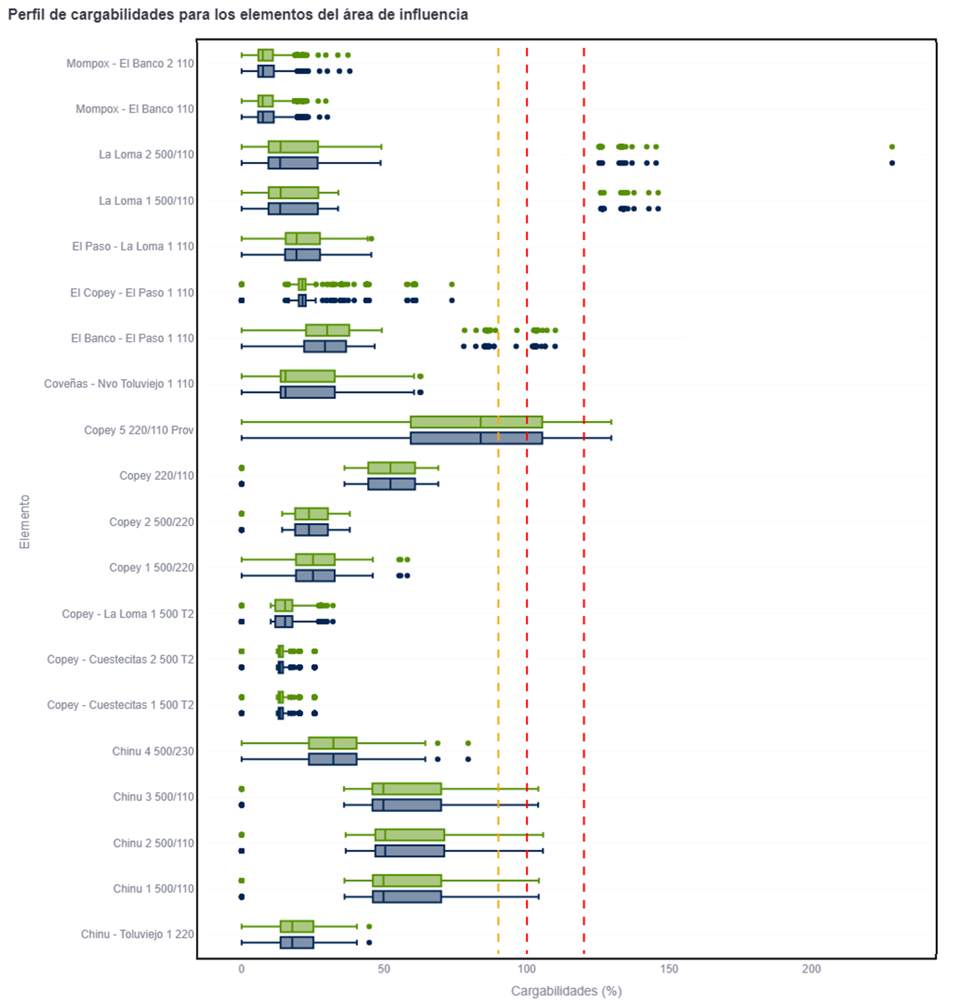 Perfil de cargabilidades para los elementos del área de influencia
Mompox - El Banco 2 110
Mompox - El Banco 110
La Loma 2 500/110
La Loma 1 500/110
El Paso - La Loma 1 110
El Copey - El Paso 1 110
El Banco - El Paso 1 110
Coveñas - Nvo Toluviejo 1 110
Copey 5 220/110 Prov
Copey 220/110
Elemento
Copey 2 500/220
Copey 1 500/220
Copey - La Loma 1 500 T2
Copey - Cuestecitas 2 500 T2
Copey - Cuestecitas 1 500 T2
Chinu 4 500/230
Chinu 3 500/110
Chinu 2 500/110
Chinu 1 500/110
Chinu - Toluviejo 1 220
0 50 100 150 200
Cargabilidades (%)